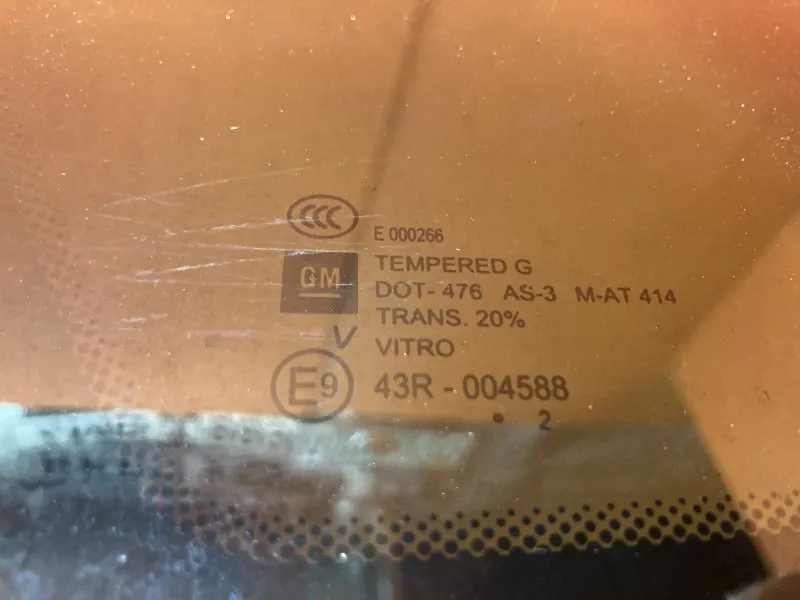 CCC
E 000266
GM
TEMPERED G
DOT- 476 AS-3 M-AT 414
TRANS. 20%
V
VITRO
E9 43R - 004588
• 2